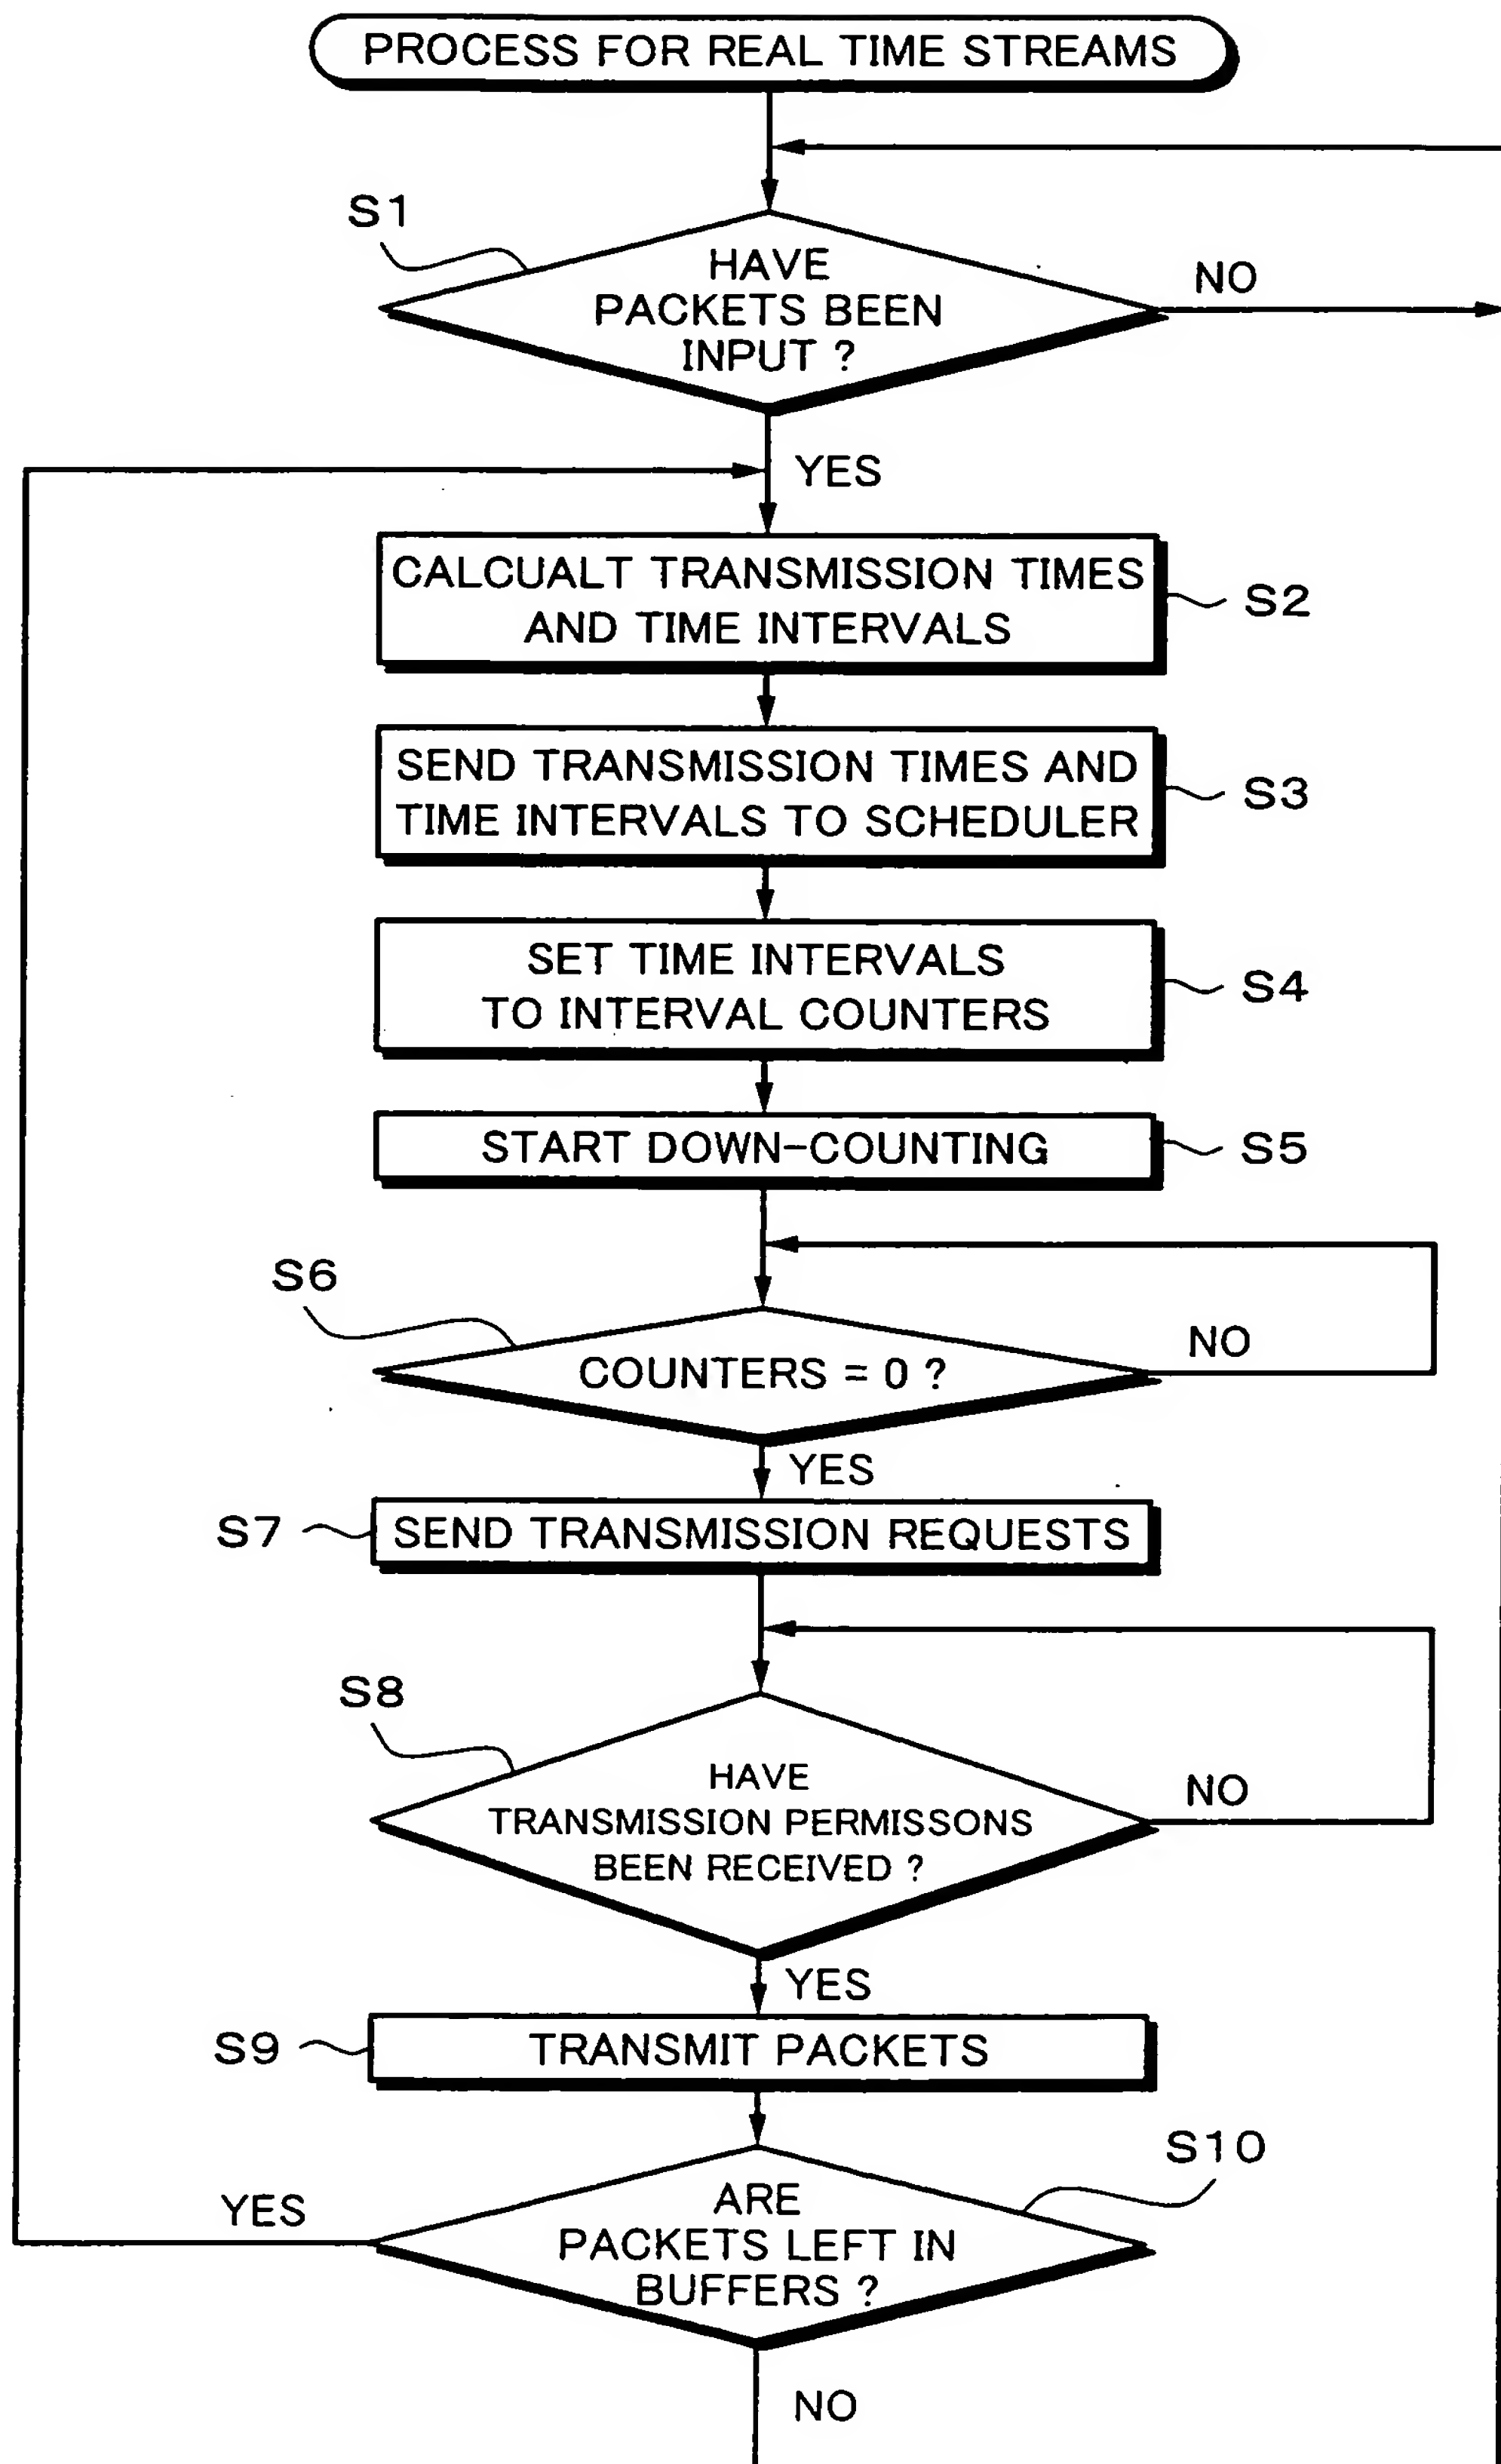 PROCESS FOR REAL TIME STREAMS
S1
HAVE
PACKETS BEEN
INPUT ?
NO
YES
CALCUALT TRANSMISSION TIMES
AND TIME INTERVALS
S2
SEND TRANSMISSION TIMES AND
TIME INTERVALS TO SCHEDULER
S3
SET TIME INTERVALS
TO INTERVAL COUNTERS
S4
START DOWN-COUNTING
S5
S6
COUNTERS = 0 ?
NO
YES
S7
SEND TRANSMISSION REQUESTS
S8
HAVE
TRANSMISSION PERMISSONS
BEEN RECEIVED ?
NO
YES
S9
TRANSMIT PACKETS
S10
YES
ARE
PACKETS LEFT IN
BUFFERS ?
NO